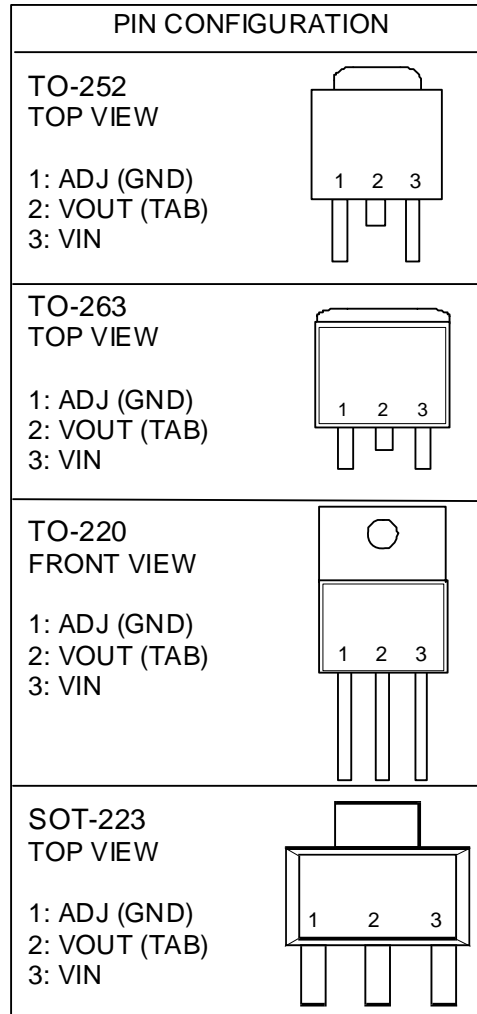 PIN CONFIGURATION
TO-252
TOP VIEW
1: ADJ (GND)
2: VOUT (TAB)
3: VIN
1 2 3
TO-263
TOP VIEW
1: ADJ (GND)
2: VOUT (TAB)
3: VIN
1 2 3
TO-220
FRONT VIEW
1: ADJ (GND)
2: VOUT (TAB)
3: VIN
1 2 3
SOT-223
TOP VIEW
1: ADJ (GND)
2: VOUT (TAB)
3: VIN
1 2 3